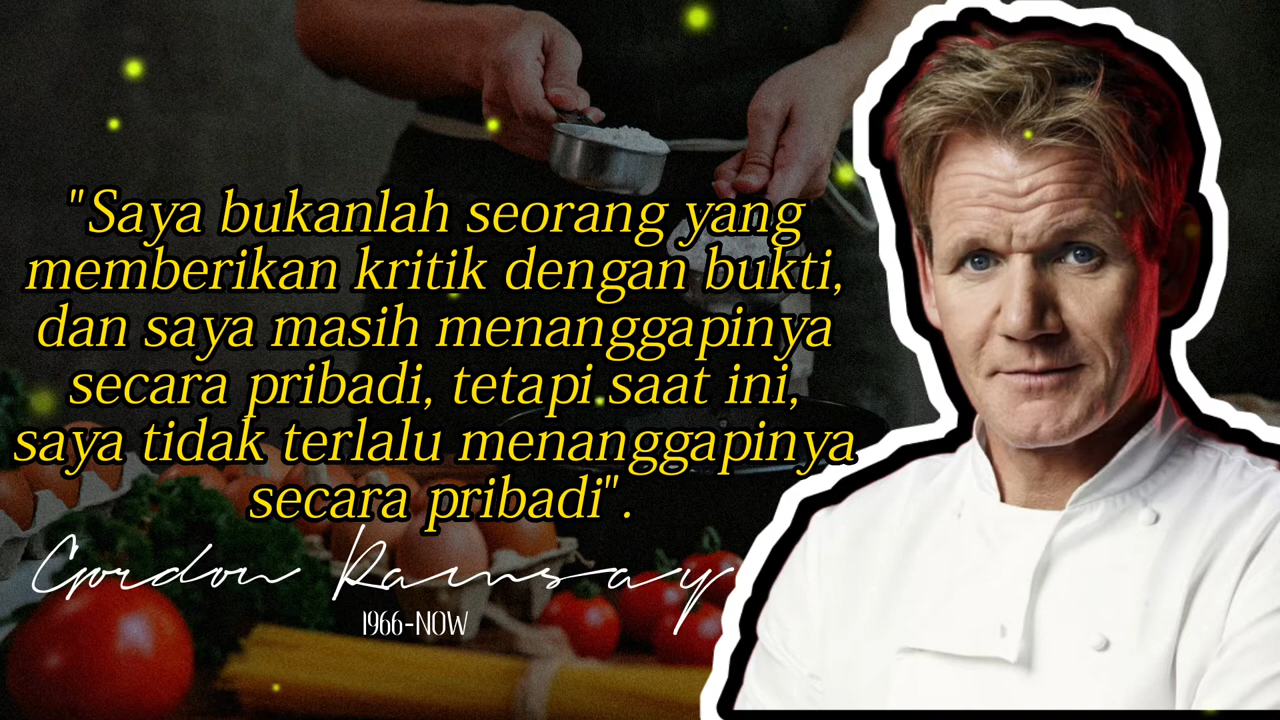 "Saya bukanlah seorang yang
memberikan kritik dengan bukti,
dan saya masih menanggapinya
secara pribadi, tetapi saat ini,
saya tidak terlalu menanggapinya
secara pribadi".
Gordon Ramsay
1966-NOW